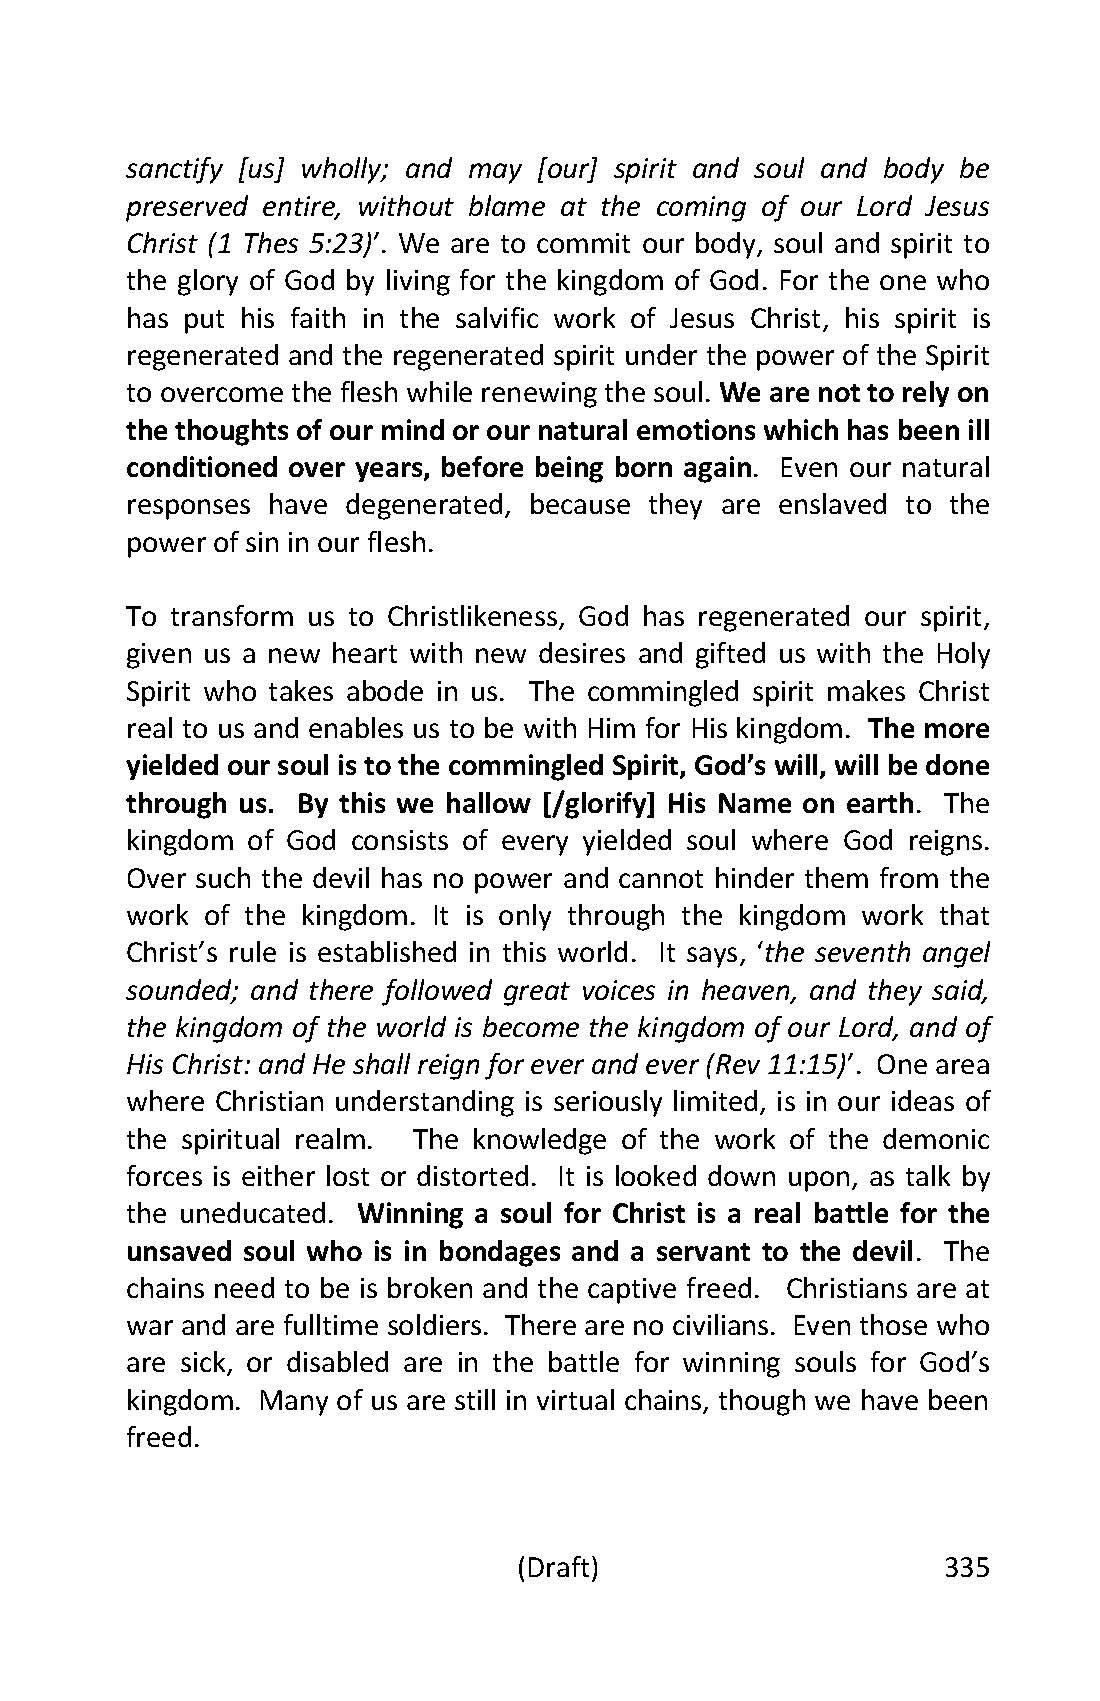 sanctify [us] wholly; and may [our] spirit and soul and body be
preserved entire, without blame at the coming of our Lord Jesus
Christ (1 Thes 5:23)’. We are to commit our body, soul and spirit to
the glory of God by living for the kingdom of God. For the one who
has put his faith in the salvific work of Jesus Christ, his spirit is
regenerated and the regenerated spirit under the power of the Spirit
to overcome the flesh while renewing the soul. We are not to rely on
the thoughts of our mind or our natural emotions which has been ill
conditioned over years, before being born again. Even our natural
responses have degenerated, because they are enslaved to the
power of sin in our flesh.

To transform us to Christlikeness, God has regenerated our spirit,
given us a new heart with new desires and gifted us with the Holy
Spirit who takes abode in us. The commingled spirit makes Christ
real to us and enables us to be with Him for His kingdom. The more
yielded our soul is to the commingled Spirit, God’s will, will be done
through us. By this we hallow [/glorify] His Name on earth. The
kingdom of God consists of every yielded soul where God reigns.
Over such the devil has no power and cannot hinder them from the
work of the kingdom. It is only through the kingdom work that
Christ’s rule is established in this world. It says, ‘the seventh angel
sounded; and there followed great voices in heaven, and they said,
the kingdom of the world is become the kingdom of our Lord, and of
His Christ: and He shall reign for ever and ever (Rev 11:15)’. One area
where Christian understanding is seriously limited, is in our ideas of
the spiritual realm. The knowledge of the work of the demonic
forces is either lost or distorted. It is looked down upon, as talk by
the uneducated. Winning a soul for Christ is a real battle for the
unsaved soul who is in bondages and a servant to the devil. The
chains need to be is broken and the captive freed. Christians are at
war and are fulltime soldiers. There are no civilians. Even those who
are sick, or disabled are in the battle for winning souls for God’s
kingdom. Many of us are still in virtual chains, though we have been
freed.

(Draft) 335